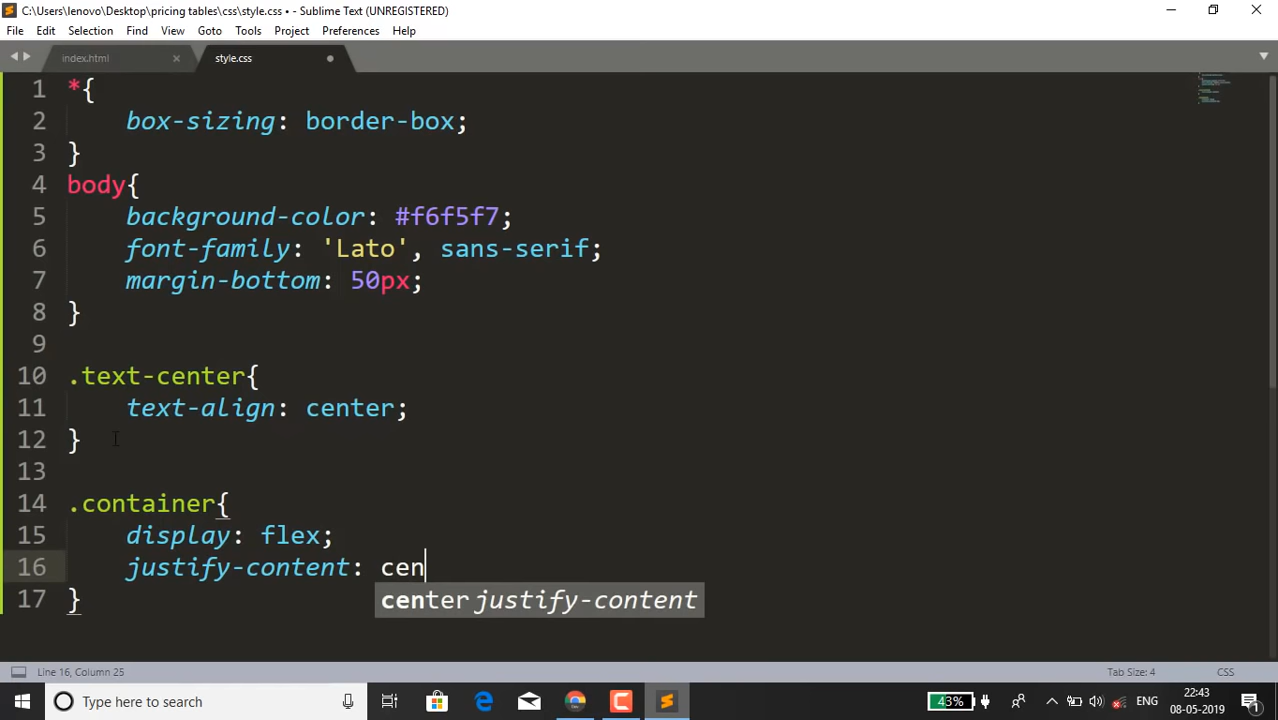 C:\Users\lenovo\Desktop\pricing tables\css\style.css • - Sublime Text (UNREGISTERED)
File Edit Selection Find View Goto Tools Project Preferences Help
index.html style.css
1 *{
2 box-sizing: border-box;
3 }
4 body{
5 background-color: #f6f5f7;
6 font-family: 'Lato', sans-serif;
7 margin-bottom: 50px;
8 }
9
10 .text-center{
11 text-align: center;
12 }
13
14 .container{
15 display: flex;
16 justify-content: cen
center justify-content
17 }
Line 16, Column 25 Tab Size: 4 CSS
Type here to search 43% ENG 22:43
08-05-2019 1